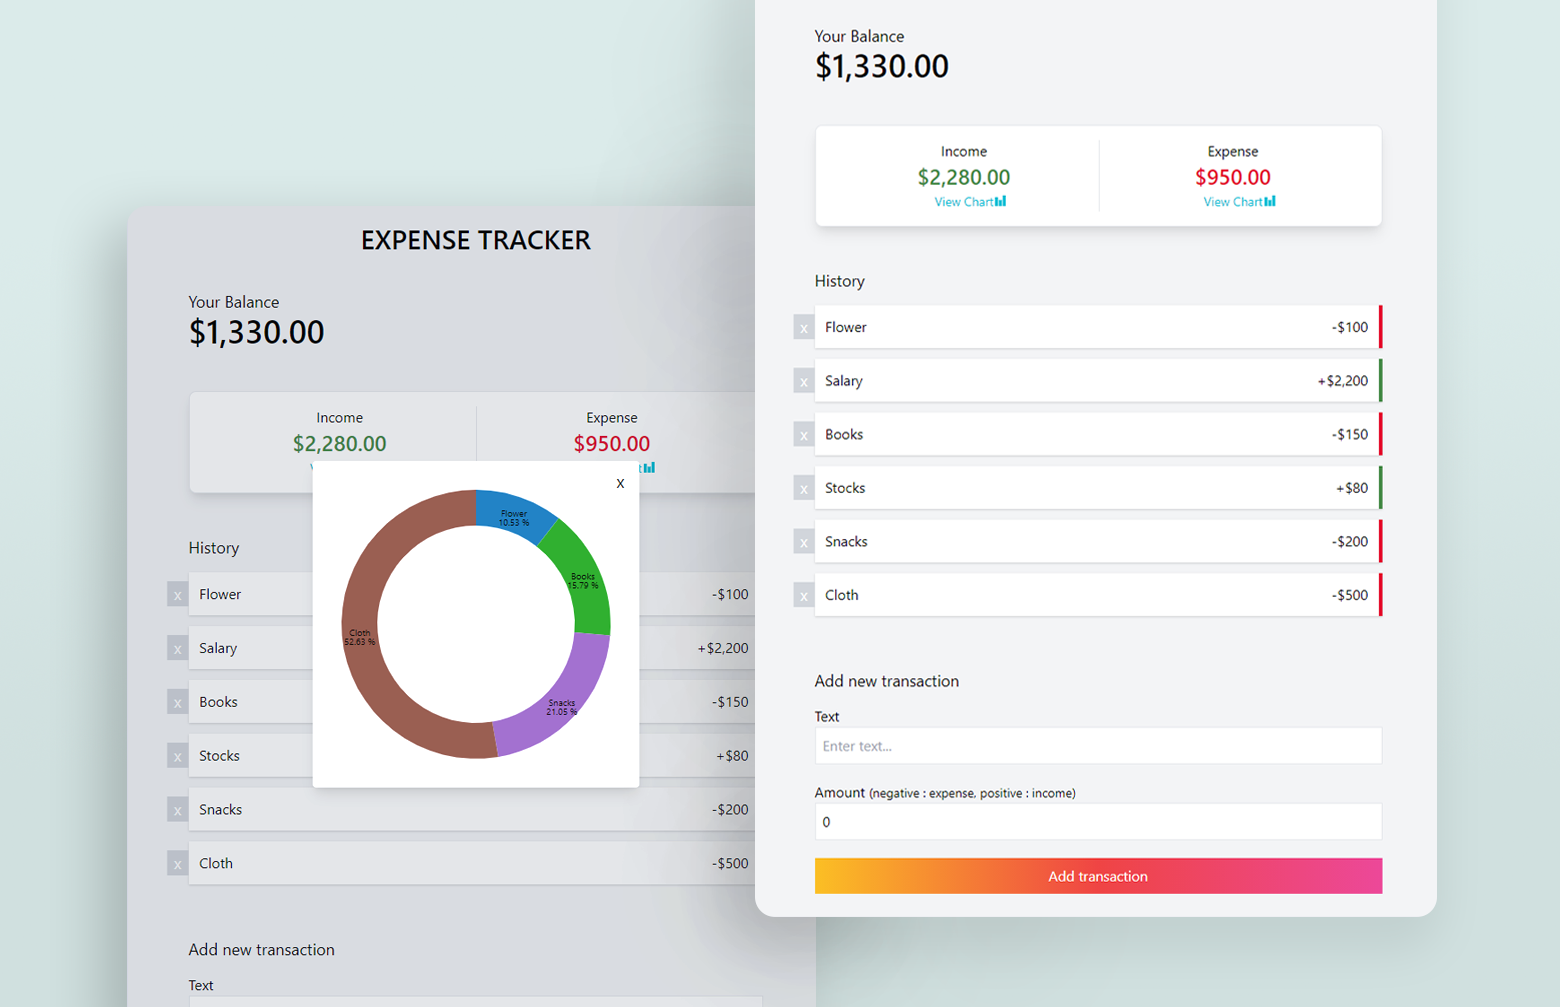 EXPENSE TRACKER
Your Balance
$1,330.00
Income
$2,280.00
Expense
$950.00
History
x Flower -$100
x Salary +$2,200
x Books -$150
x Stocks +$80
x Snacks -$200
x Cloth -$500
Add new transaction
Text
X
Flower
10.53 %
Books
15.79 %
Snacks
21.05 %
Cloth
52.63 %
Your Balance
$1,330.00
Income
$2,280.00
View Chart
Expense
$950.00
View Chart
History
x Flower -$100
x Salary +$2,200
x Books -$150
x Stocks +$80
x Snacks -$200
x Cloth -$500
Add new transaction
Text
Enter text...
Amount (negative : expense, positive : income)
0
Add transaction